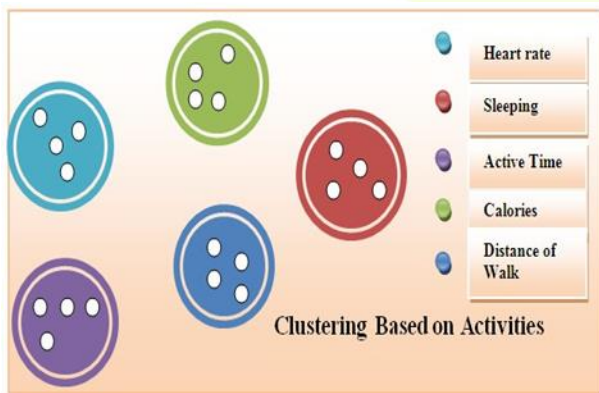 Heart rate
Sleeping
Active Time
Calories
Distance of
Walk
Clustering Based on Activities